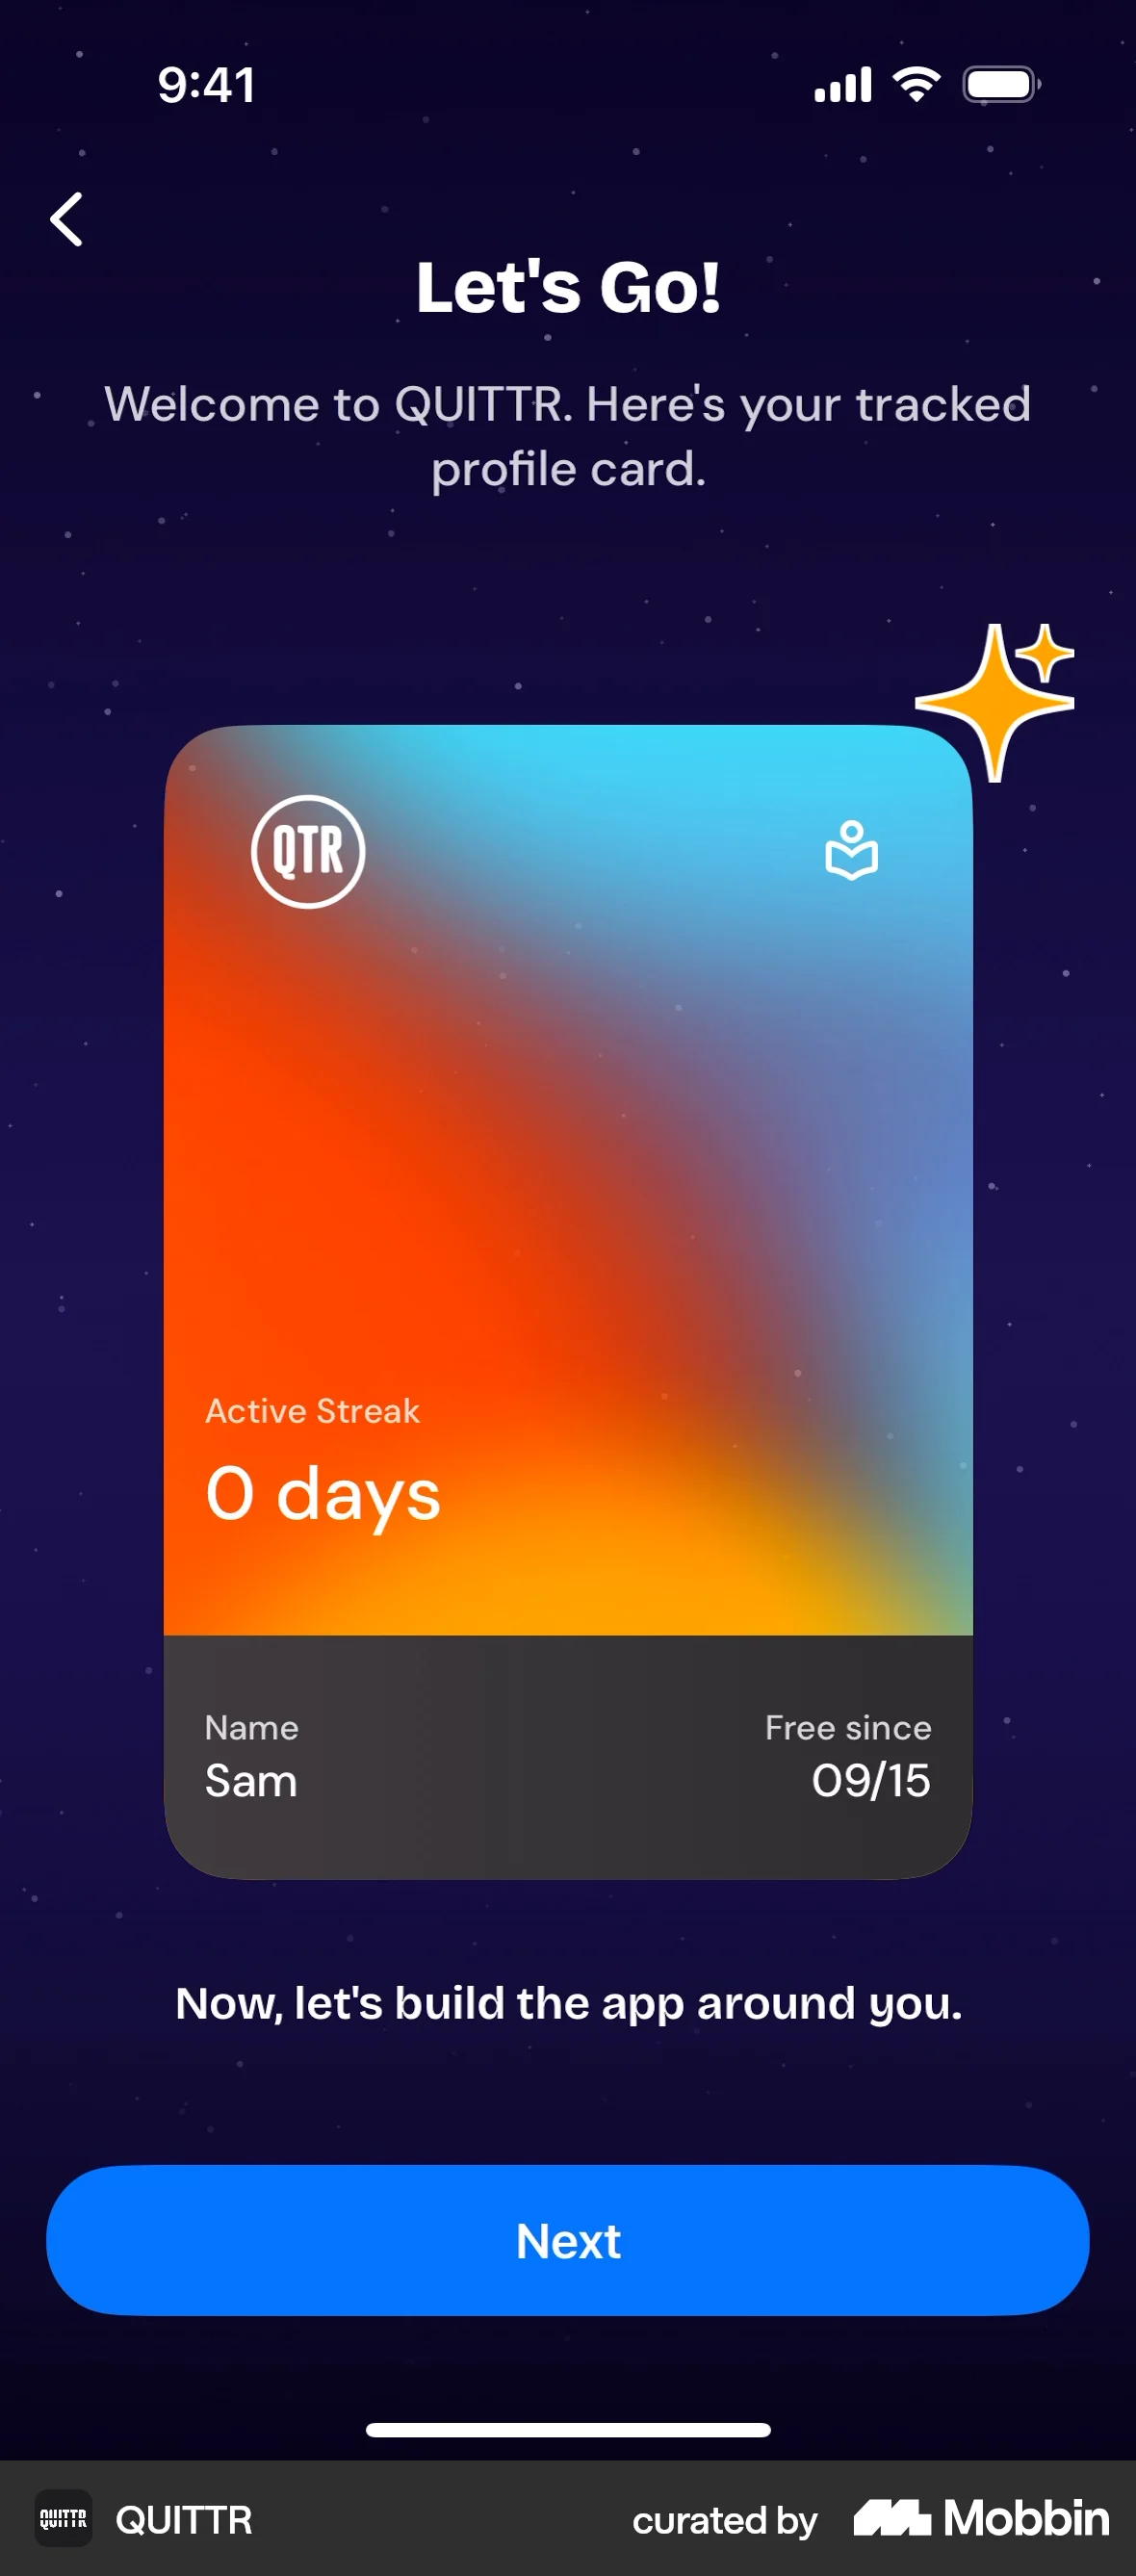 9:41
Let's Go!
Welcome to QUITTR. Here's your tracked
profile card.
QTR
Active Streak
0 days
Name
Free since
Sam
09/15
Now, let's build the app around you.
Next
QUITTR
QUITTR
curated by
Mobbin